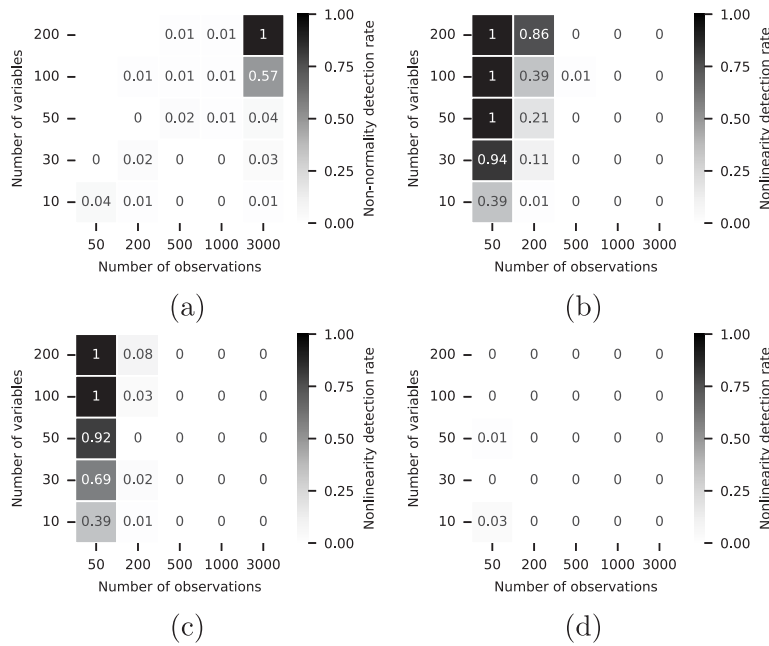 1.00
200 0.01 0.01 1
Number of variables
0.75
100 0.01 0.01 0.01 0.57
50 0 0.02 0.01 0.04
0.50
30 0 0.02 0 0 0.03
0.25
10 0.04 0.01 0 0 0.01
0.00
Non-normality detection rate
50 200 500 1000 3000
Number of observations
(a)
1.00
200 1 0.86 0 0 0
Number of variables
0.75
100 1 0.39 0.01 0 0
50 1 0.21 0 0 0
0.50
30 0.94 0.11 0 0 0
0.25
10 0.39 0.01 0 0 0
0.00
Nonlinearity detection rate
50 200 500 1000 3000
Number of observations
(b)
1.00
200 1 0.08 0 0 0
Number of variables
0.75
100 1 0.03 0 0 0
50 0.92 0 0 0 0
0.50
30 0.69 0.02 0 0 0
0.25
10 0.39 0.01 0 0 0
0.00
Nonlinearity detection rate
50 200 500 1000 3000
Number of observations
(c)
1.00
200 0 0 0 0 0
Number of variables
0.75
100 0 0 0 0 0
50 0.01 0 0 0 0
0.50
30 0 0 0 0 0
0.25
10 0.03 0 0 0 0
0.00
Nonlinearity detection rate
50 200 500 1000 3000
Number of observations
(d)